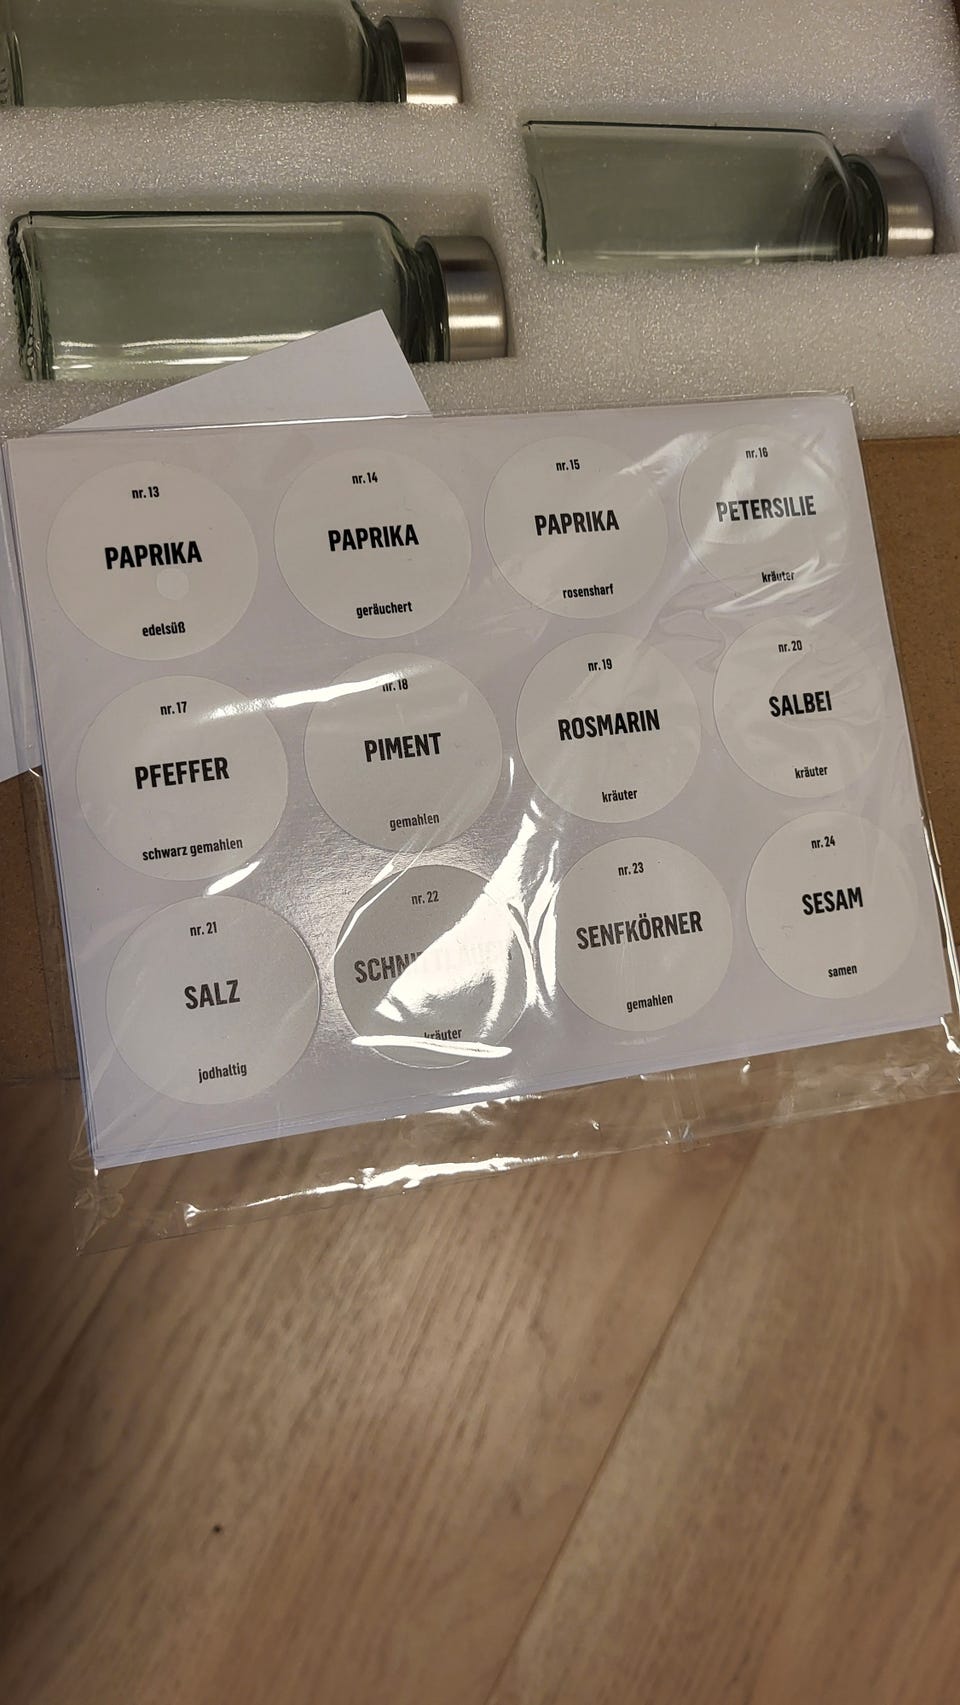 nr. 13
PAPRIKA
edelsüß
nr. 14
PAPRIKA
geräuchert
nr. 15
PAPRIKA
rosensharf
nr. 16
PETERSILIE
kräuter
nr. 17
PFEFFER
schwarz gemahlen
nr. 18
PIMENT
gemahlen
nr. 19
ROSMARIN
kräuter
nr. 20
SALBEI
kräuter
nr. 21
SALZ
jodhaltig
nr. 22
SCHNITTLAUCH
kräuter
nr. 23
SENFKÖRNER
gemahlen
nr. 24
SESAM
samen